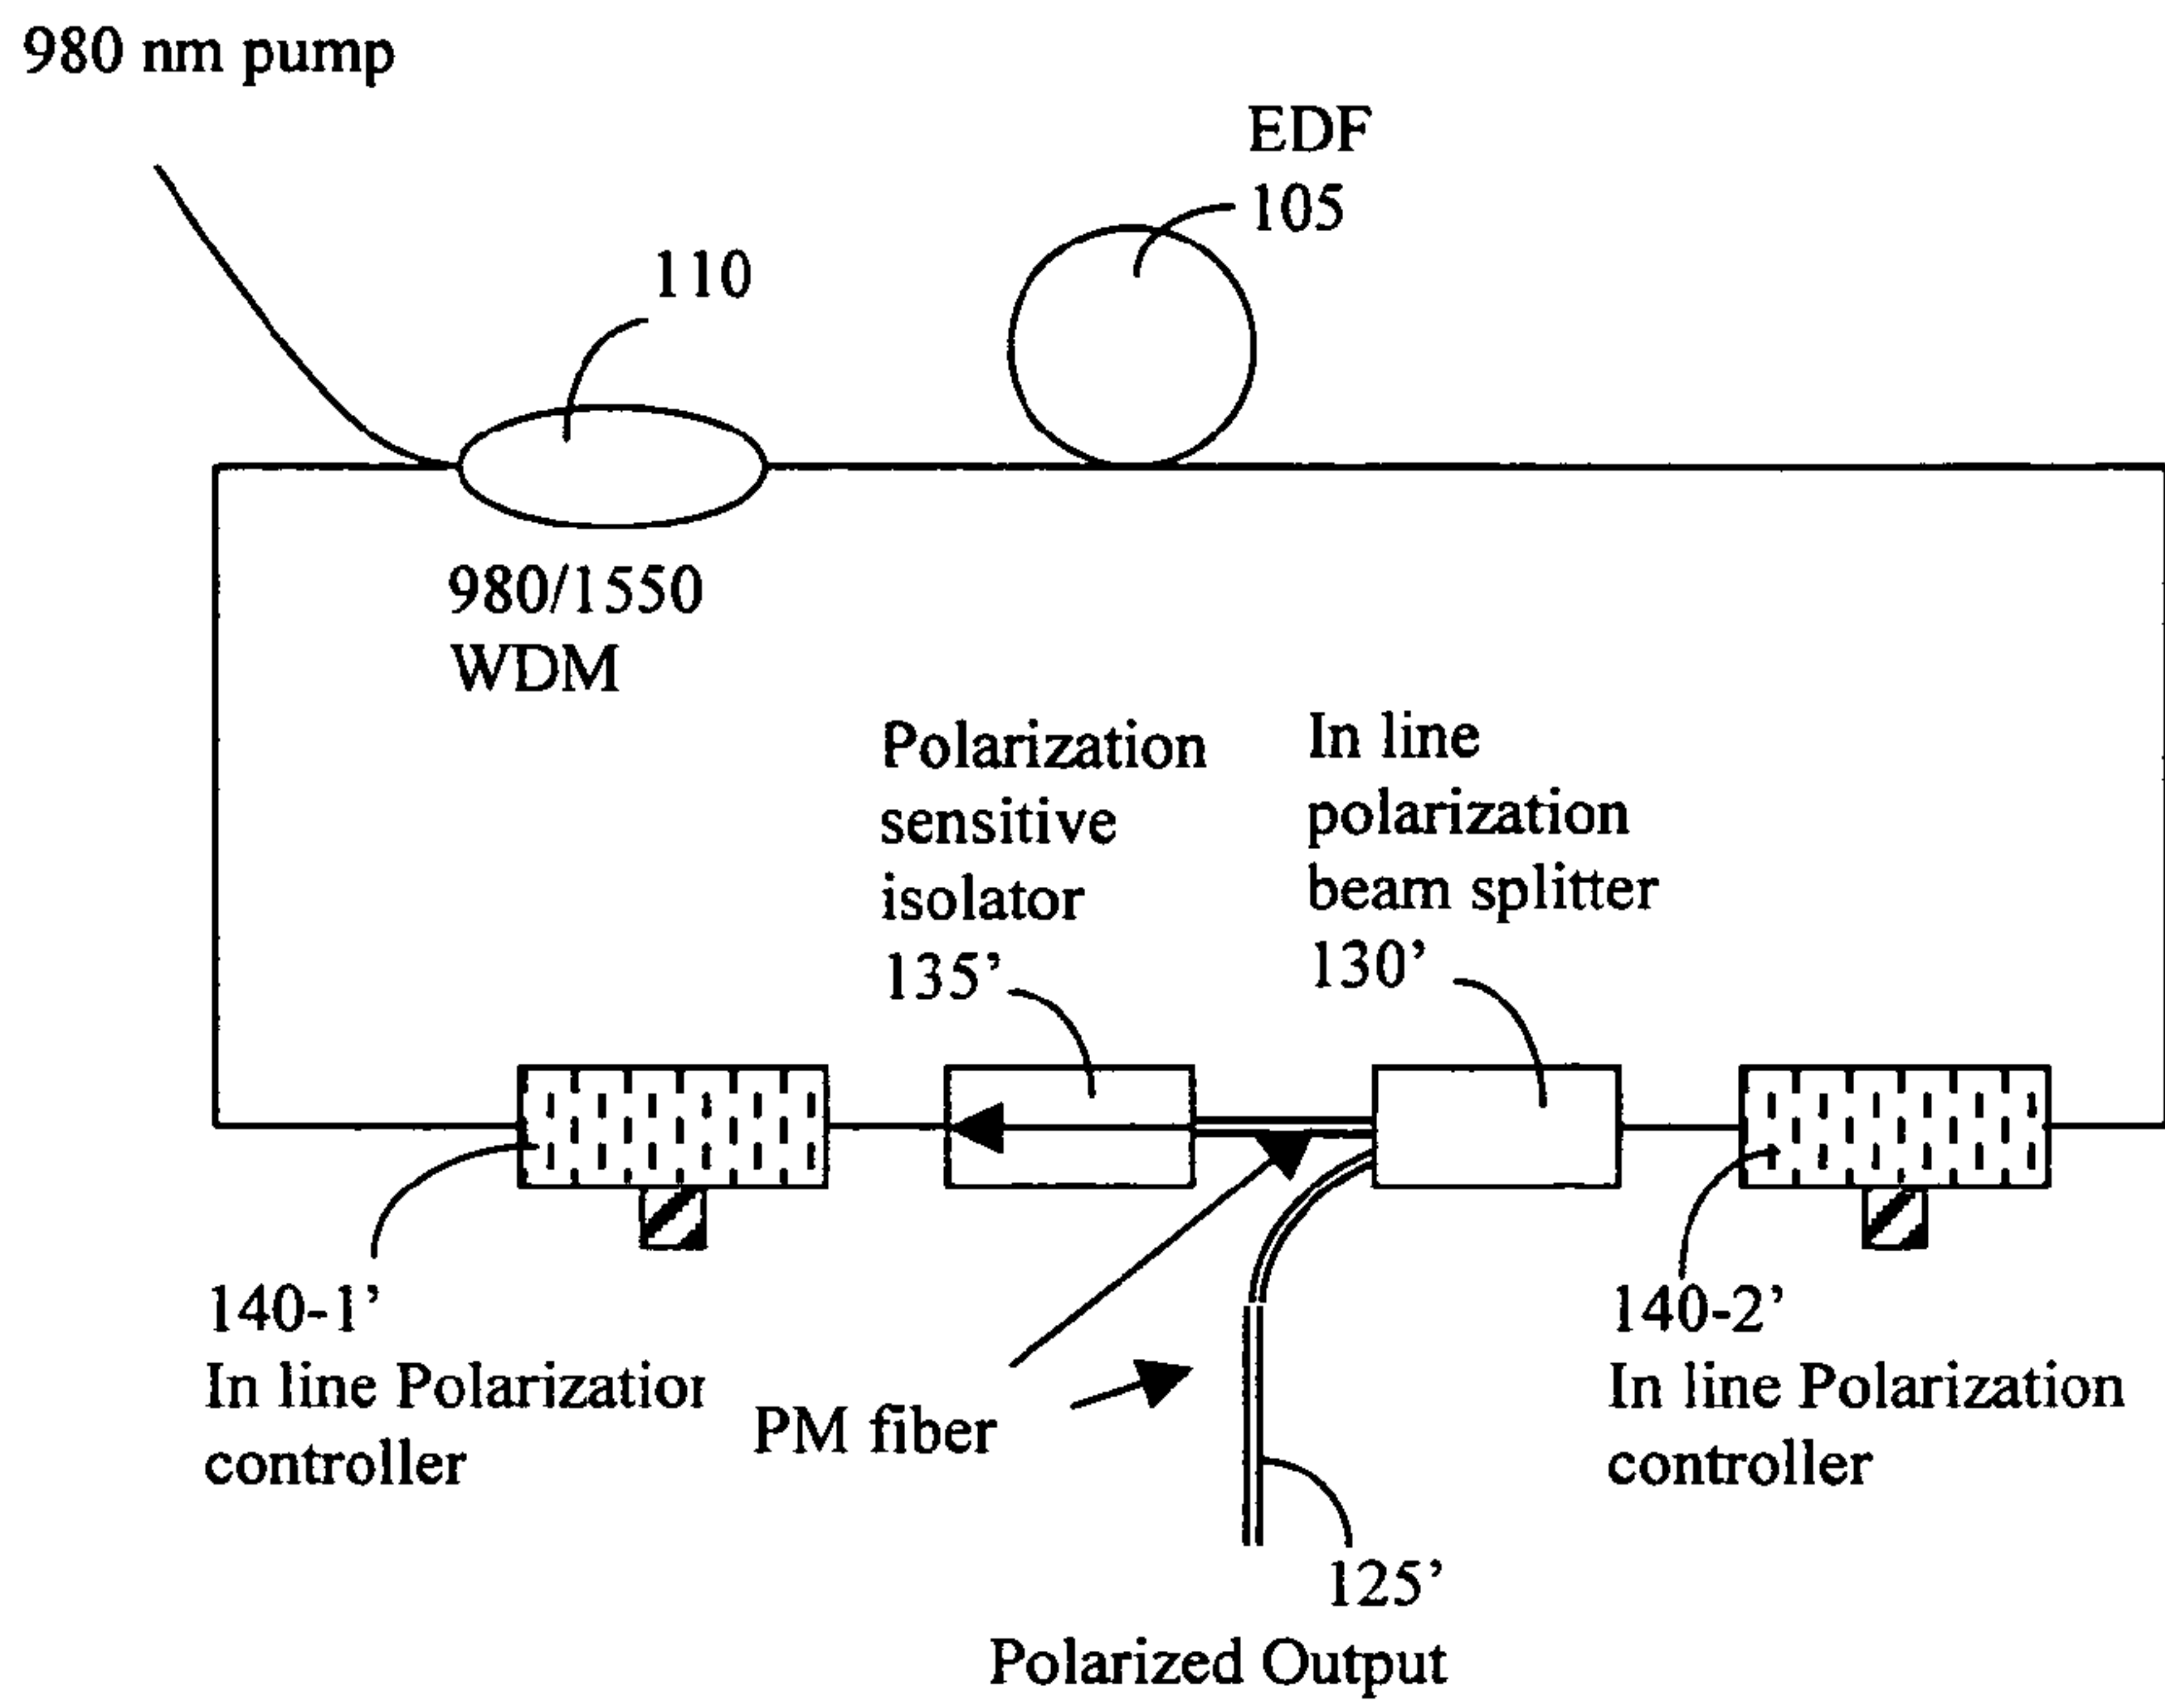 980 nm pump
EDF
105
110
980/1550
WDM
Polarization
sensitive
isolator
135’
In line
polarization
beam splitter
130’
140-1’
In line Polarization
controller
PM fiber
140-2’
In line Polarization
controller
125’
Polarized Output